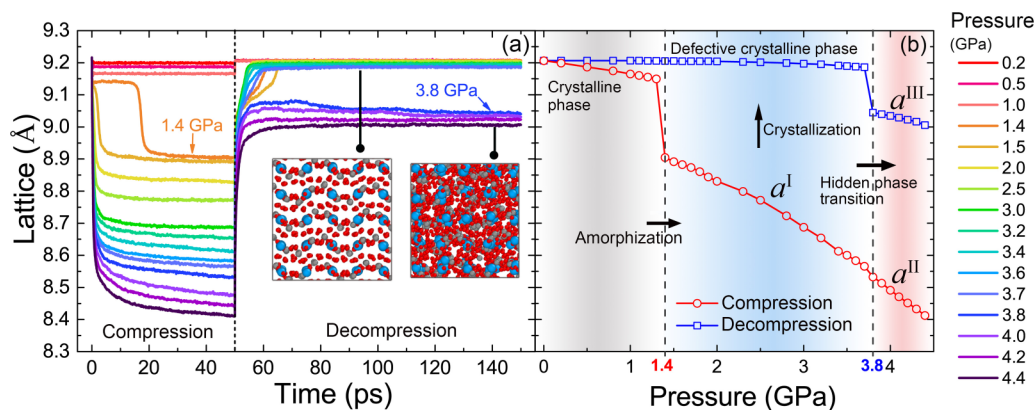 9.3
9.2
9.1
9.0
8.9
8.8
8.7
8.6
8.5
8.4
8.3
Lattice (Å)
(a)
1.4 GPa
3.8 GPa
Compression
Decompression
0
20
40
60
80
100
120
140
Time (ps)
(b)
Defective crystalline phase
Crystalline
phase
Crystallization
Amorphization
Hidden phase
transition
a^I
a^II
a^III
Compression
Decompression
0
1
1.4
2
3
3.8
4
Pressure (GPa)
Pressure
(GPa)
0.2
0.5
1.0
1.4
1.5
2.0
2.5
3.0
3.2
3.4
3.6
3.7
3.8
4.0
4.2
4.4